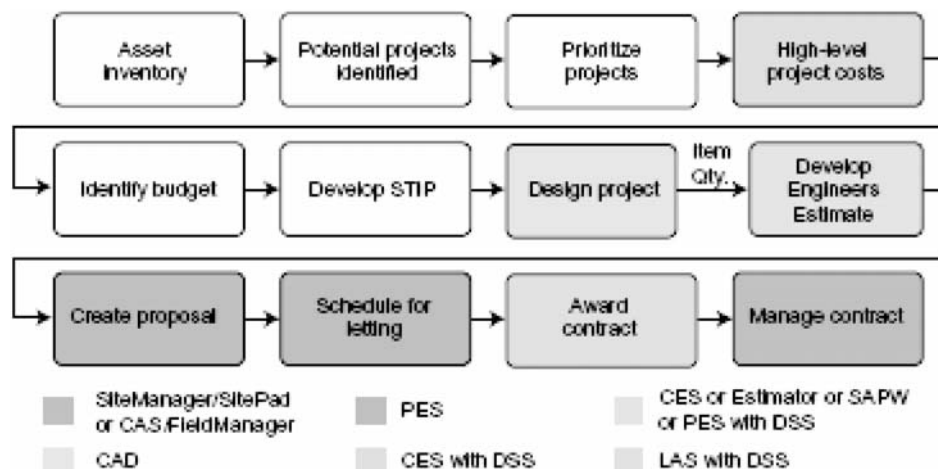 Asset
inventory
Potential projects
identified
Prioritize
projects
High-level
project costs
Identify budget
Develop STIP
Design project
Item
Qty.
Develop
Engineers
Estimate
Create proposal
Schedule for
letting
Award
contract
Manage contract
SiteManager/SitePad
or CAS/FieldManager
PES
CES or Estimator or SAPW
or PES with DSS
CAD
CES with DSS
LAS with DSS